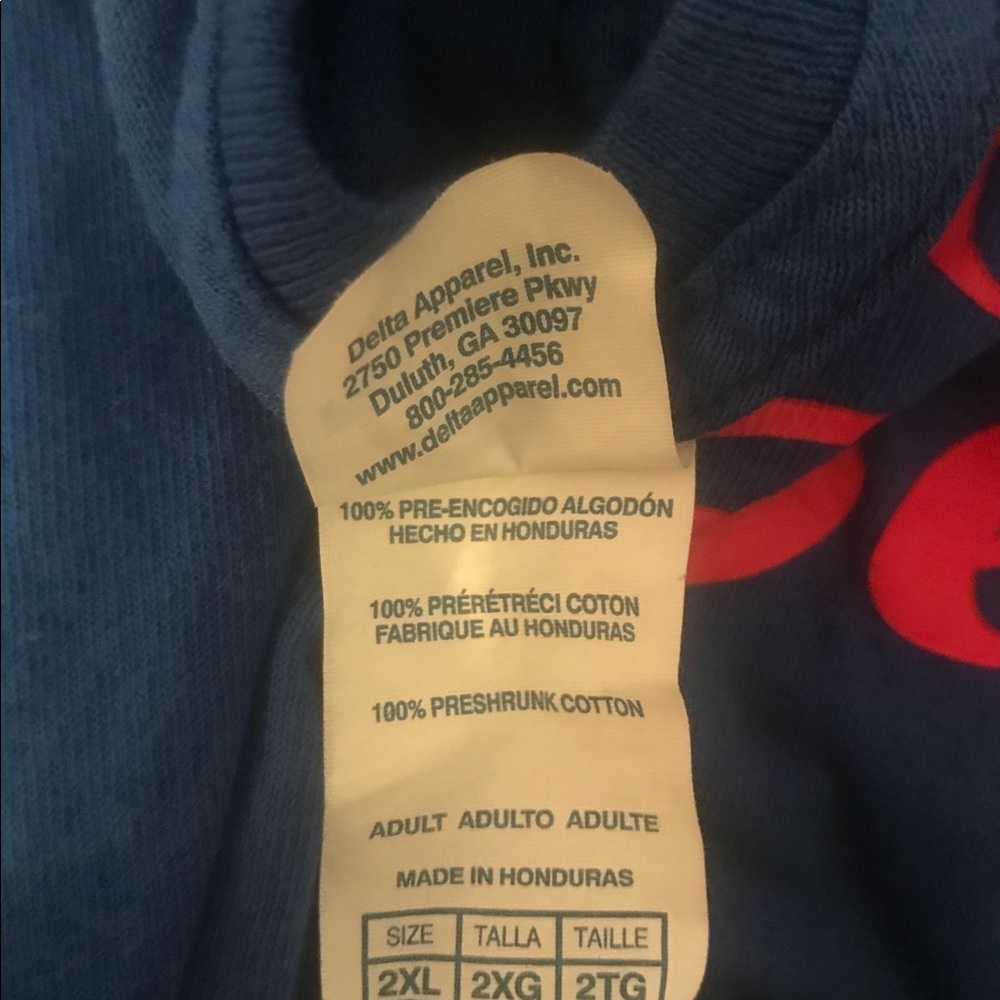 Delta Apparel, Inc.
2750 Premiere Pkwy
Duluth, GA 30097
800-285-4456
www.deltaapparel.com
100% PRE-ENCOGIDO ALGODÓN
HECHO EN HONDURAS
100% PRÉRÉTRÉCI COTON
FABRIQUE AU HONDURAS
100% PRESHRUNK COTTON
ADULT ADULTO ADULTE
MADE IN HONDURAS
SIZE TALLA TAILLE
2XL 2XG 2TG